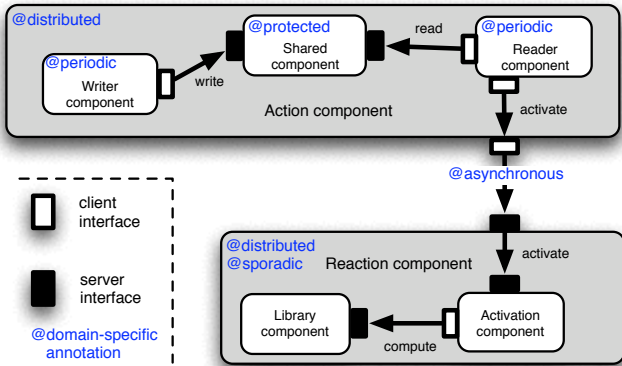 @distributed
@protected
Shared
component
read
@periodic
Reader
component
@periodic
Writer
component
write
Action component
activate
@asynchronous
client
interface
server
interface
@domain-specific
annotation
@distributed
@sporadic
Reaction component
activate
Library
component
compute
Activation
component